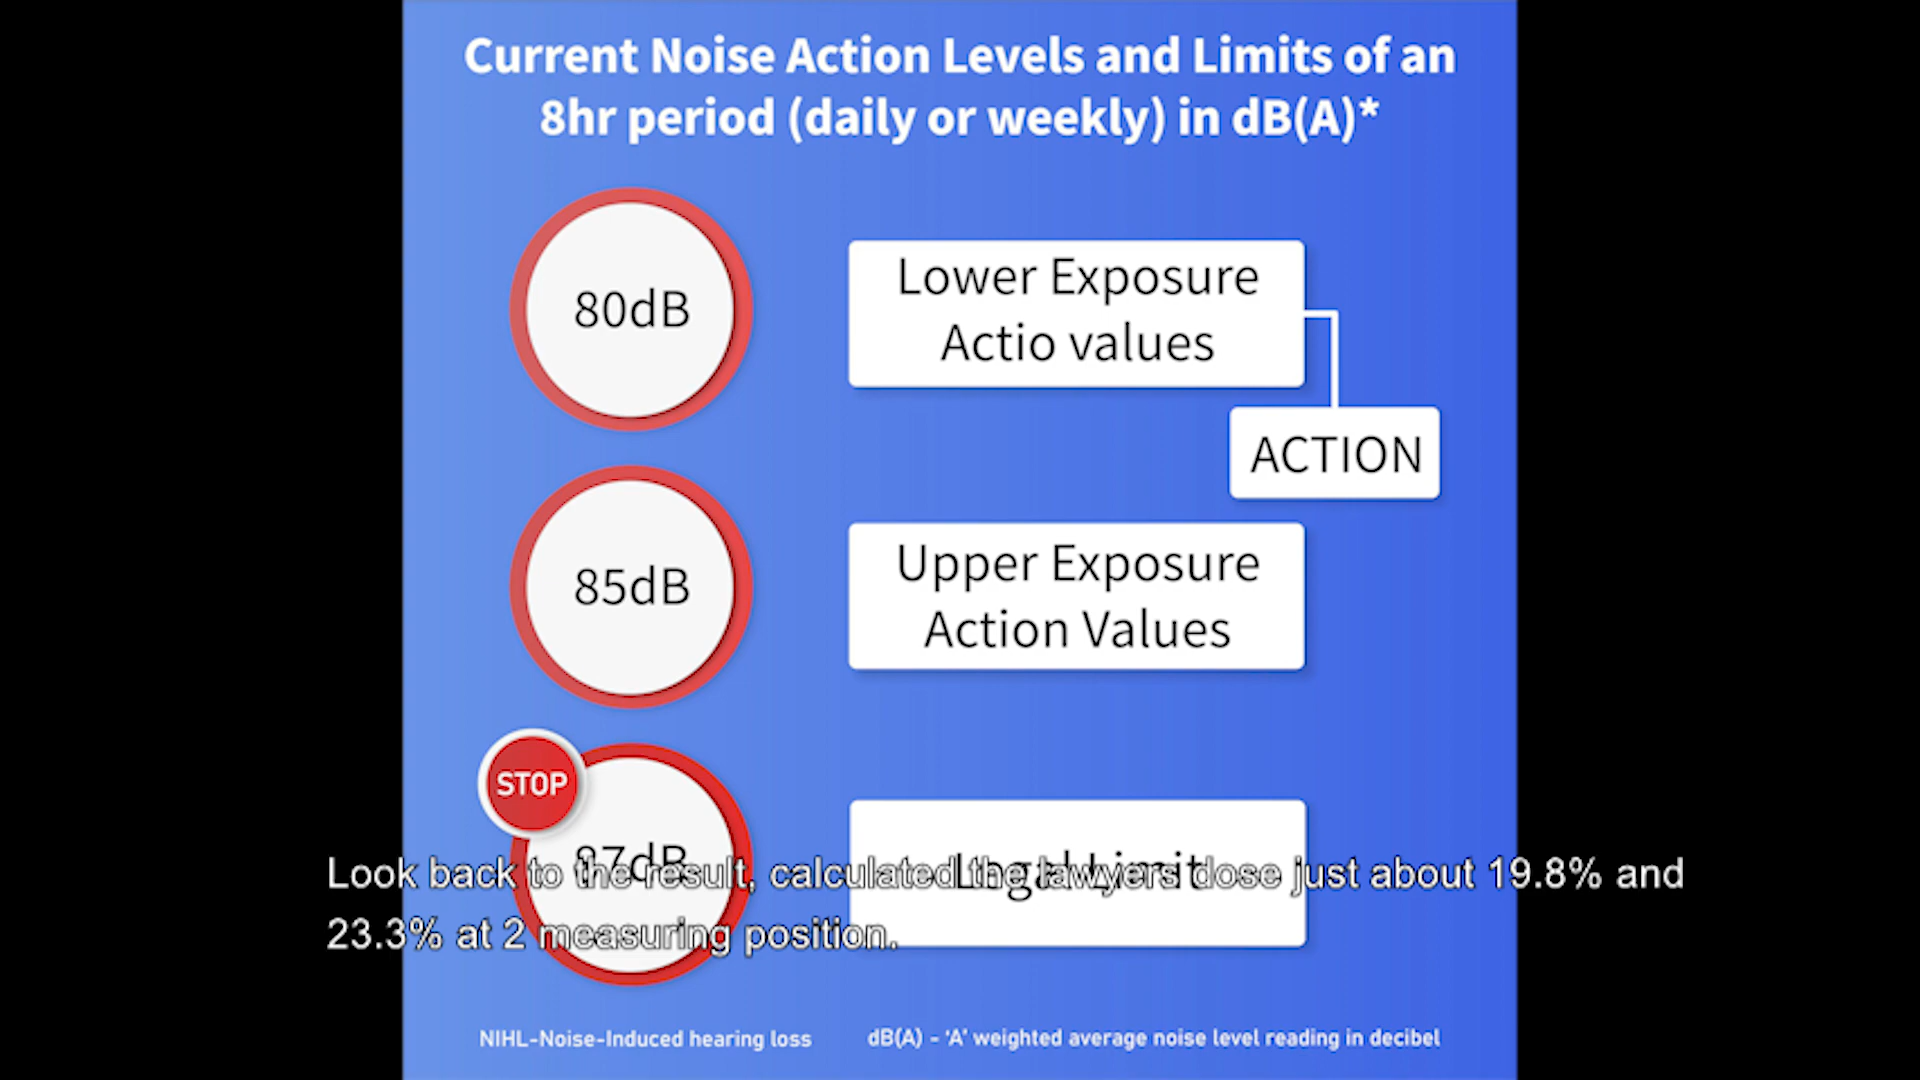 Current Noise Action Levels and Limits of an
8hr period (daily or weekly) in dB(A)*
80dB
Lower Exposure
Actio values
ACTION
85dB
Upper Exposure
Action Values
STOP
87dB
Legal Limit
Look back to the result, calculated the lawyers dose just about 19.8% and
23.3% at 2 measuring position.
NIHL-Noise-Induced hearing loss
dB(A) - ‘A’ weighted average noise level reading in decibel